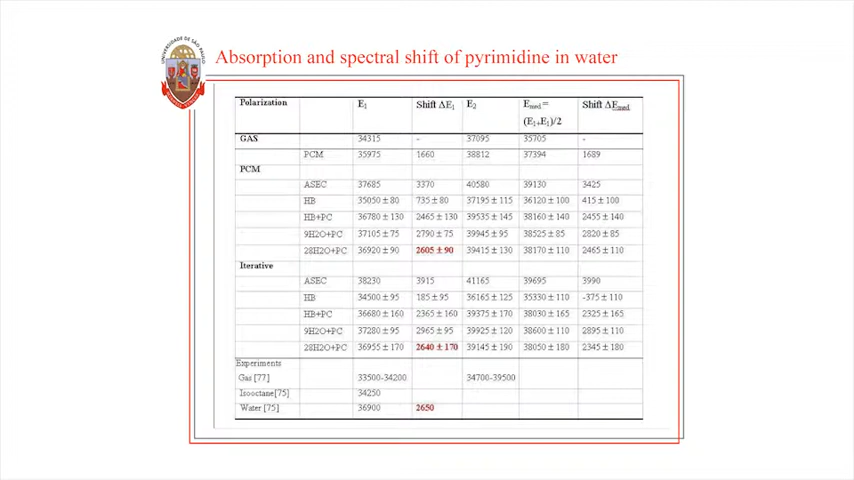 UNIVERSIDADE DE SÃO PAULO
Absorption and spectral shift of pyrimidine in water
Polarization E1 Shift ΔE1 E2 Emed= Shift ΔEmed
(E1+E1)/2
GAS 34315 - 37095 35705 -
PCM 35975 1660 38812 37394 1689
PCM
ASEC 37685 3370 40580 39130 3425
HB 35050 ± 80 735 ± 80 37195 ± 115 36120 ± 100 415 ± 100
HB+PC 36780 ± 130 2465 ± 130 39535 ± 145 38160 ± 140 2455 ± 140
9H2O+PC 37105 ± 75 2790 ± 75 39945 ± 95 38525 ± 85 2820 ± 85
28H2O+PC 36920 ± 90 2605 ± 90 39415 ± 130 38170 ± 110 2465 ± 110
Iterative
ASEC 38230 3915 41165 39695 3990
HB 34500 ± 95 185 ± 95 36165 ± 125 35330 ± 110 -375 ± 110
HB+PC 36680 ± 160 2365 ± 160 39375 ± 170 38030 ± 165 2325 ± 165
9H2O+PC 37280 ± 95 2965 ± 95 39925 ± 120 38600 ± 110 2895 ± 110
28H2O+PC 36955 ± 170 2640 ± 170 39145 ± 190 38050 ± 180 2345 ± 180
Experiments
Gas [77] 33500-34200 34700-39500
Isooctane[75] 34250
Water [75] 36900 2650